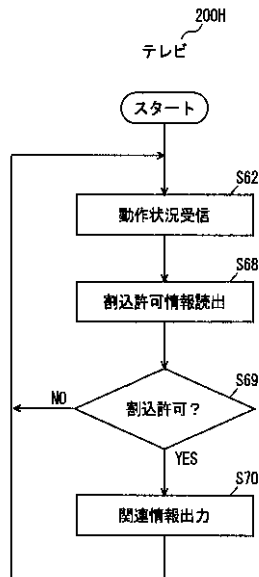 200H
テレビ
スタート
S62
動作状況受信
S68
割込許可情報読出
S69
割込許可?
NO
YES
S70
関連情報出力